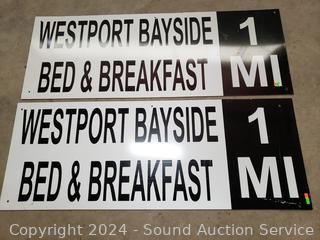 WESTPORT BAYSIDE 1
BED & BREAKFAST MI
WESTPORT BAYSIDE 1
BED & BREAKFAST MI
Copyright 2024 - Sound Auction Service